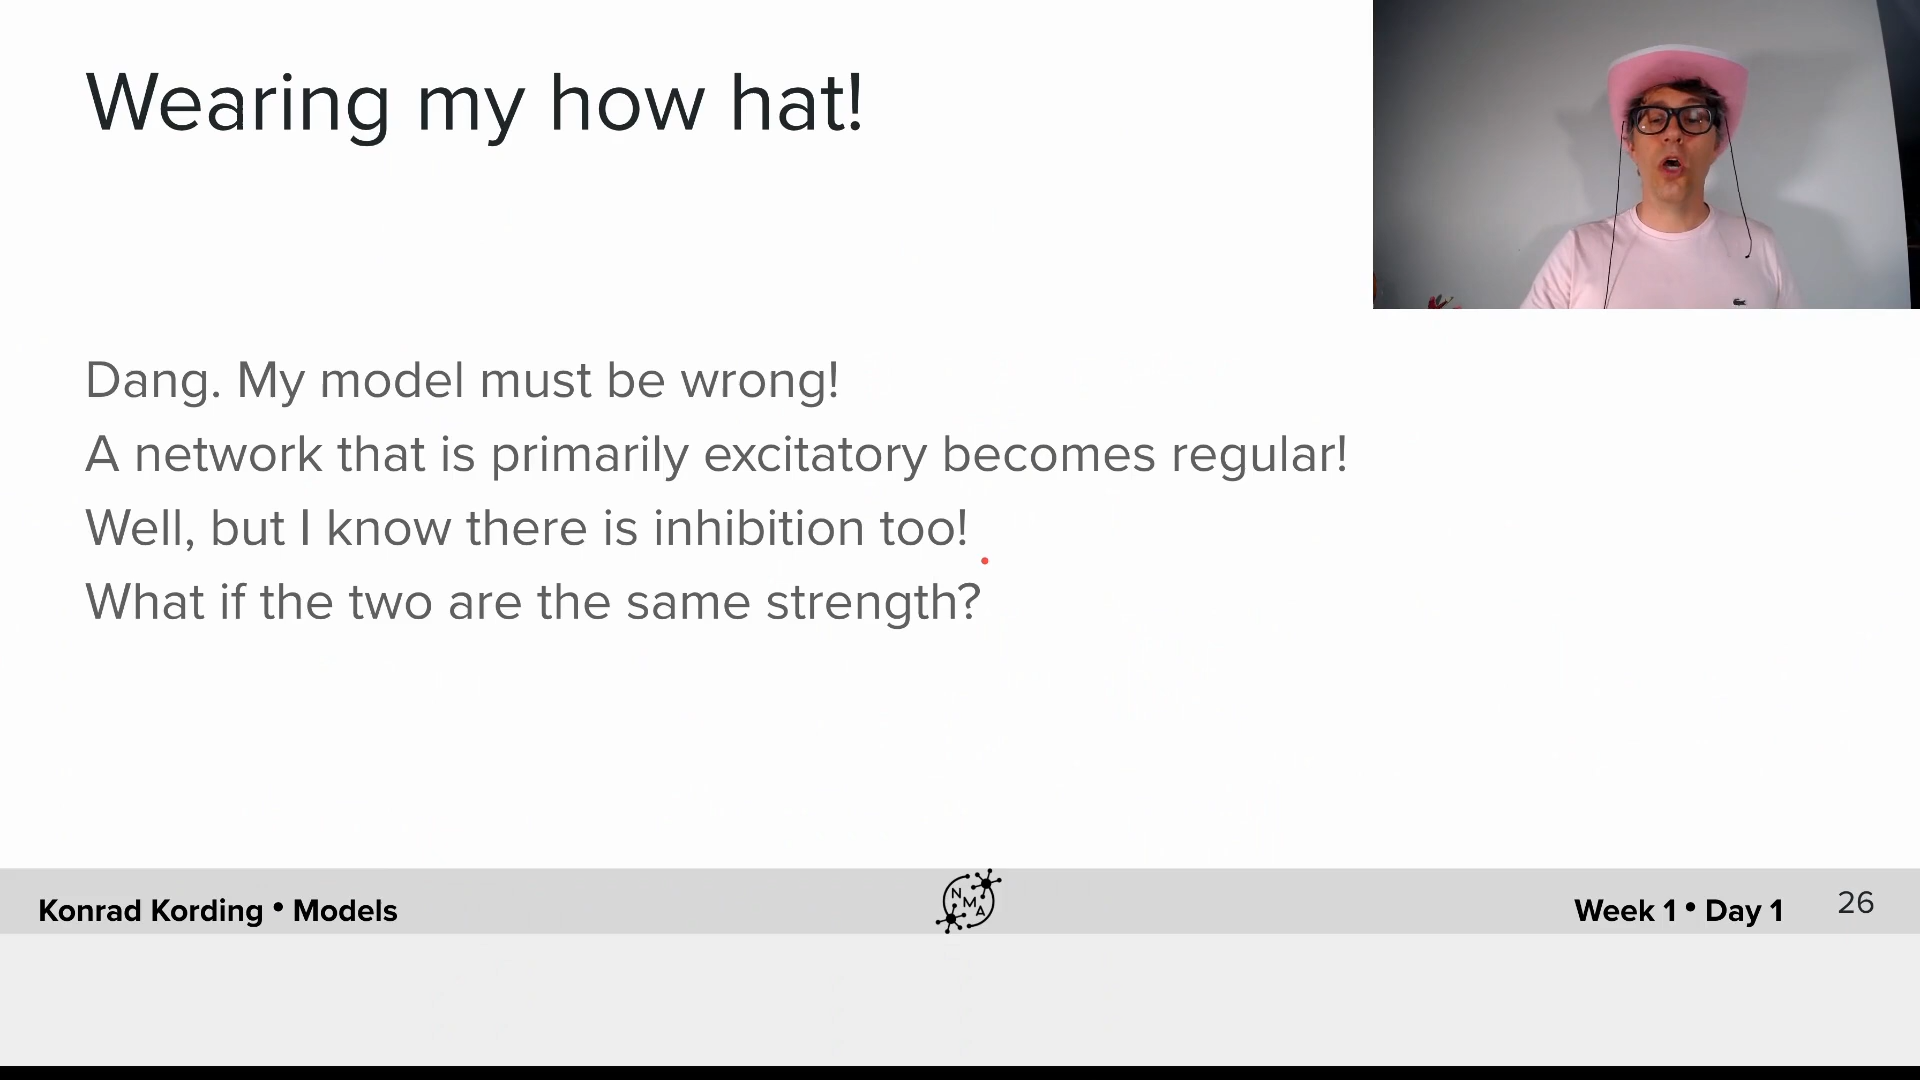 Wearing my how hat!
Dang. My model must be wrong!
A network that is primarily excitatory becomes regular!
Well, but I know there is inhibition too!
What if the two are the same strength?
Konrad Kording • Models
NMA
Week 1 • Day 1
26